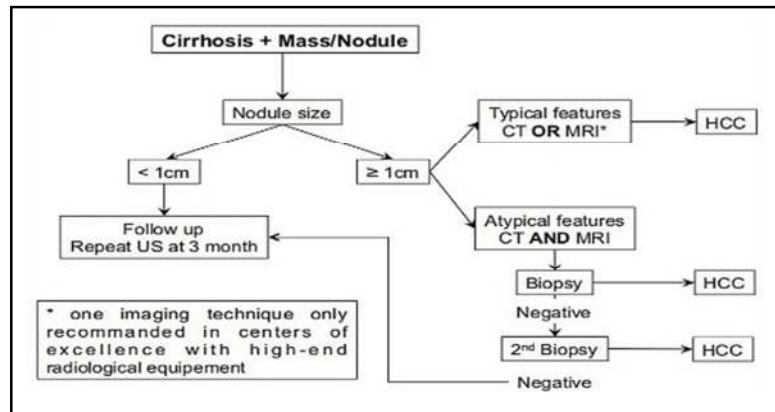 Cirrhosis + Mass/Nodule
Nodule size
Typical features
CT OR MRI*
HCC
< 1cm
≥ 1cm
Follow up
Repeat US at 3 month
Atypical features
CT AND MRI
Biopsy
HCC
Negative
2nd Biopsy
HCC
Negative
* one imaging technique only
recommanded in centers of
excellence with high-end
radiological equipement